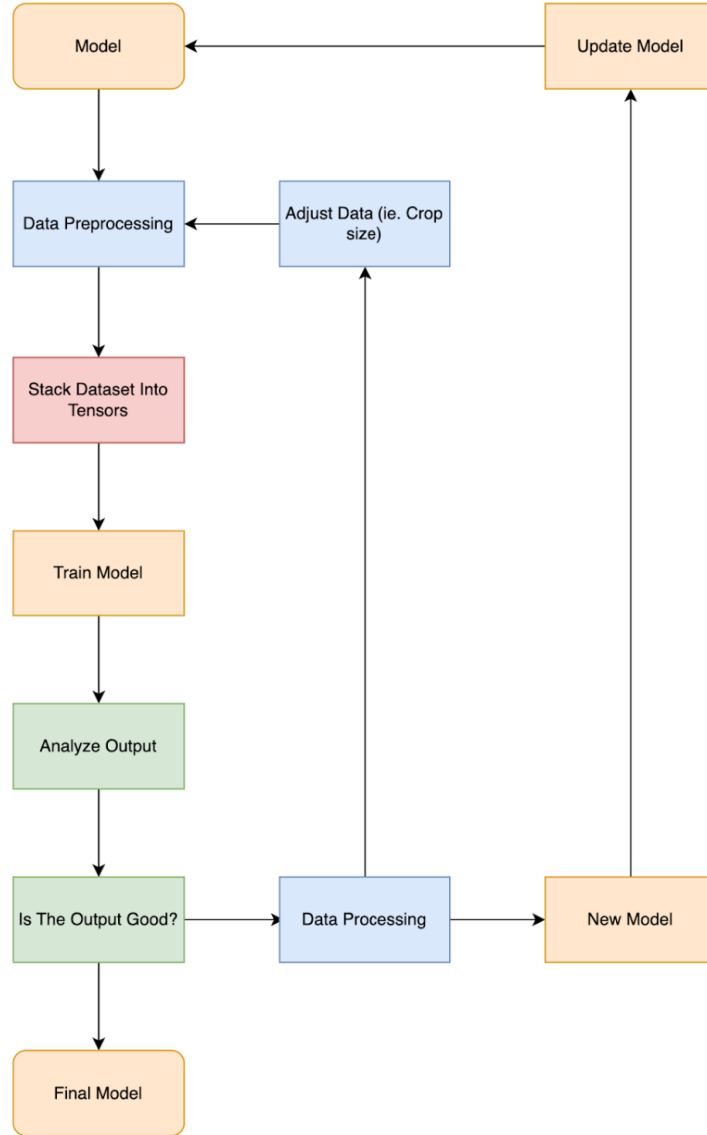 Model
Update Model
Data Preprocessing
Adjust Data (ie. Crop
size)
Stack Dataset Into
Tensors
Train Model
Analyze Output
Is The Output Good?
Data Processing
New Model
Final Model